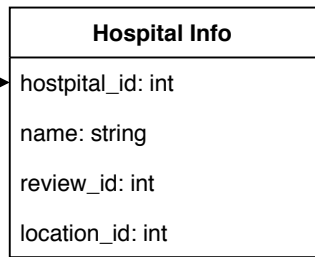 Hospital Info
hostpital_id: int
name: string
review_id: int
location_id: int